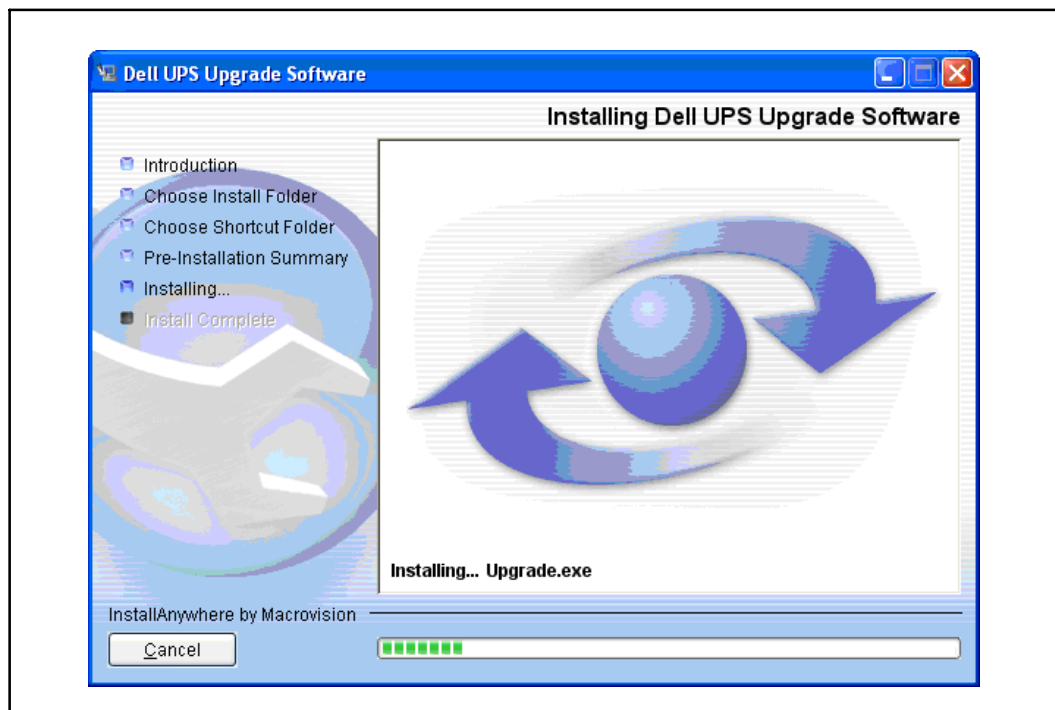 Dell UPS Upgrade Software
Installing Dell UPS Upgrade Software
Introduction
Choose Install Folder
Choose Shortcut Folder
Pre-Installation Summary
Installing...
Install Complete
Installing... Upgrade.exe
InstallAnywhere by Macrovision
Cancel